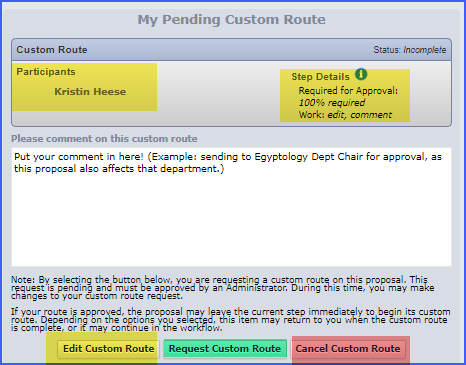 My Pending Custom Route
Custom Route Status: Incomplete
Participants
Kristin Heese
Step Details
Required for Approval:
100% required
Work: edit, comment
Please comment on this custom route
Put your comment in here! (Example: sending to Egyptology Dept Chair for approval, as
this proposal also affects that department.)
Note: By selecting the button below, you are requesting a custom route on this proposal. This
request is pending and must be approved by an Administrator. During this time, you may make
changes to your custom route request.
If your route is approved, the proposal may leave the current step immediately to begin its custom
route. Depending on the options you selected, this item may return to you when the custom route
is complete, or it may continue in the workflow.
Edit Custom Route Request Custom Route Cancel Custom Route